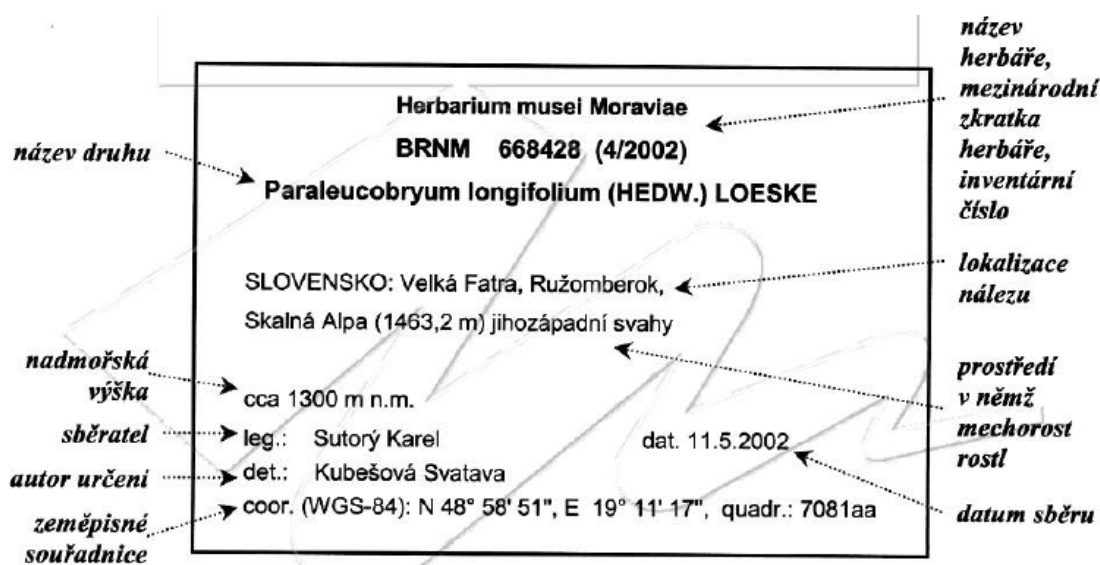 název
herbáře,
mezinárodní
zkratka
herbáře,
inventární
číslo
Herbarium musei Moraviae
BRNM 668428 (4/2002)
název druhu
Paraleucobryum longifolium (HEDW.) LOESKE
lokalizace
nálezu
SLOVENSKO: Velká Fatra, Ružomberok,
Skalná Alpa (1463,2 m) jihozápadní svahy
nadmořská
výška
prostředí
v němž
mechorost
rostl
cca 1300 m n.m.
sběratel
leg.: Sutorý Karel
dat. 11.5.2002
autor určení
det.: Kubešová Svatava
zeměpisné
souřadnice
coor. (WGS-84): N 48° 58' 51", E 19° 11' 17", quadr.: 7081aa
datum sběru